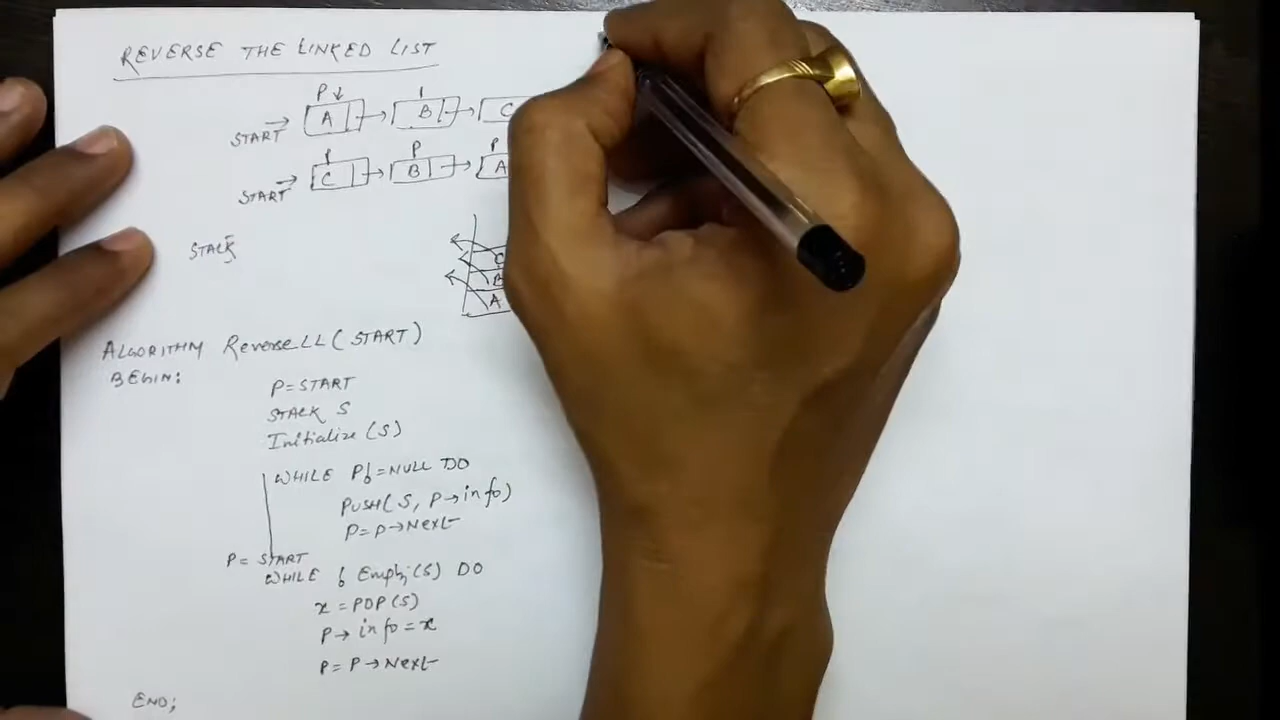 REVERSE THE LINKED LIST
P
START A B C
P P P
START C B A
STACK
C
B
A
ALGORITHM ReverseLL(START)
BEGIN:
P=START
STACK S
Initialize (S)
WHILE P!=NULL DO
PUSH(S, P→info)
P=P→Next
P=START
WHILE ! Empty(S) DO
x=POP(S)
P→info=x
P=P→Next
END;